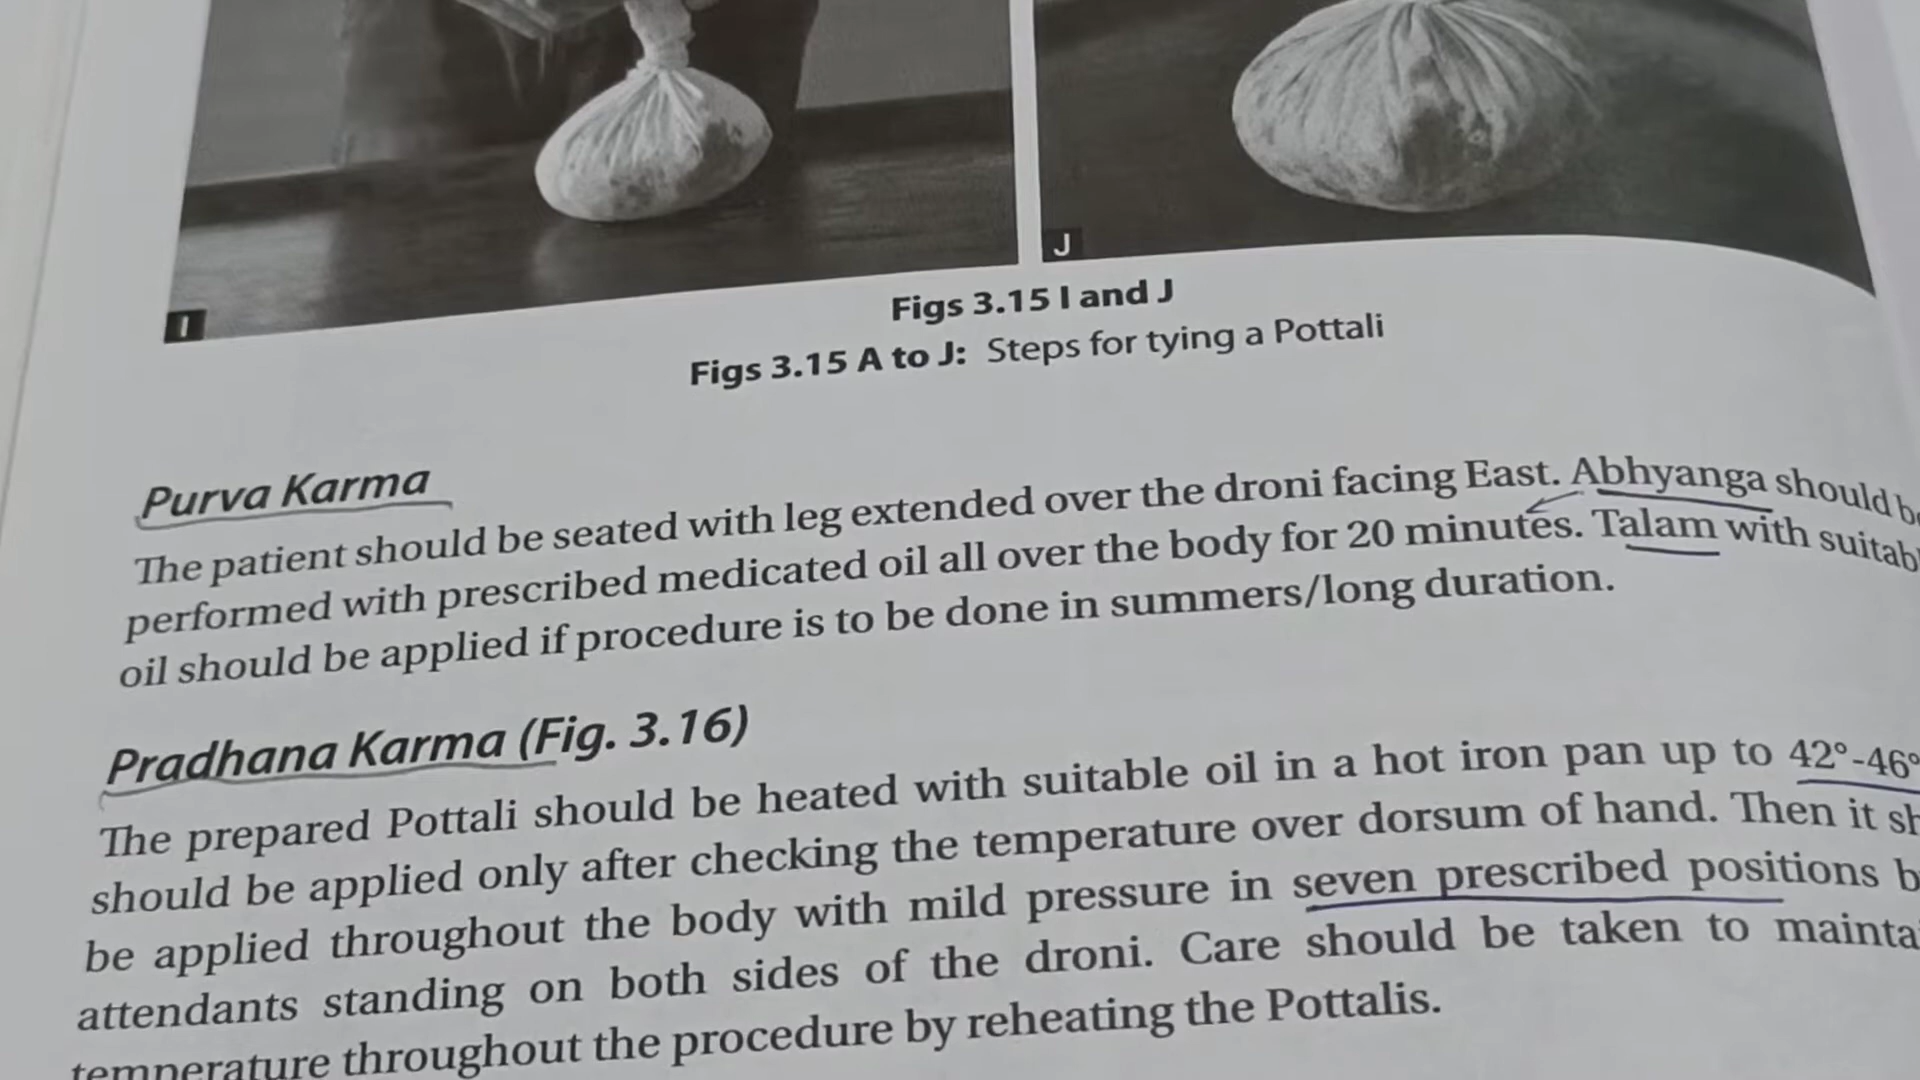 I
J
Figs 3.15 I and J
Figs 3.15 A to J: Steps for tying a Pottali
Purva Karma
The patient should be seated with leg extended over the droni facing East. Abhyanga should
performed with prescribed medicated oil all over the body for 20 minutes. Talam with
oil should be applied if procedure is to be done in summers/long duration.
Pradhana Karma (Fig. 3.16)
The prepared Pottali should be heated with suitable oil in a hot iron pan up to 42°-46°
should be applied only after checking the temperature over dorsum of hand. Then it
be applied throughout the body with mild pressure in seven prescribed positions
attendants standing on both sides of the droni. Care should be taken to
temperature throughout the procedure by reheating the Pottalis.